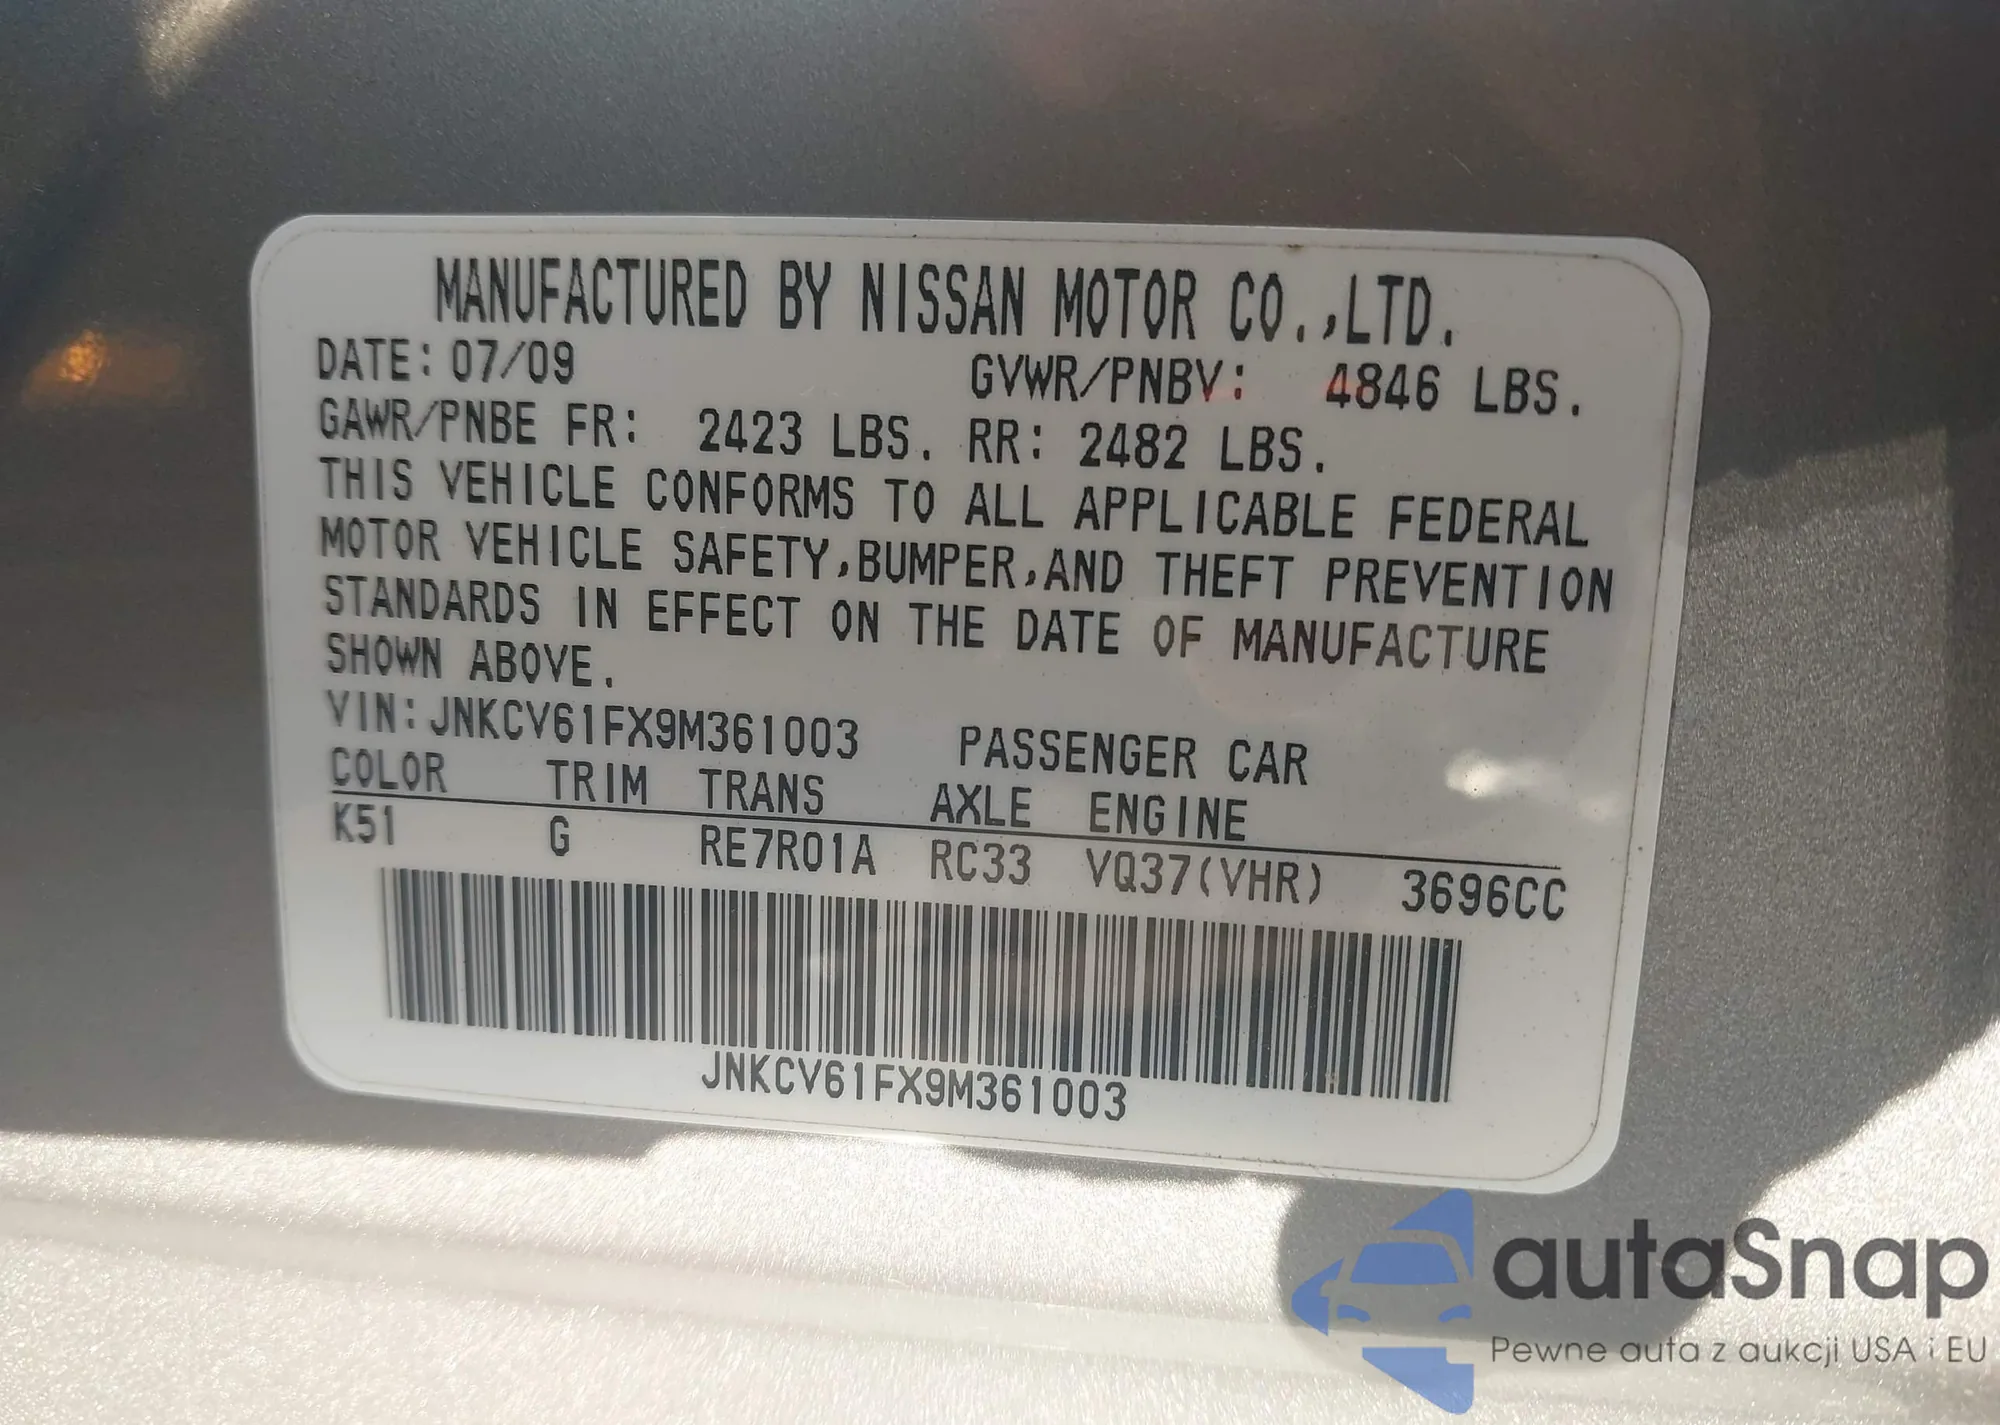 MANUFACTURED BY NISSAN MOTOR CO.,LTD.
DATE: 07/09 GVWR/PNBV: 4846 LBS.
GAWR/PNBE FR: 2423 LBS. RR: 2482 LBS.
THIS VEHICLE CONFORMS TO ALL APPLICABLE FEDERAL
MOTOR VEHICLE SAFETY,BUMPER,AND THEFT PREVENTION
STANDARDS IN EFFECT ON THE DATE OF MANUFACTURE
SHOWN ABOVE.
VIN:JNKCV61FX9M361003 PASSENGER CAR
COLOR TRIM TRANS AXLE ENGINE
K51 G RE7R01A RC33 VQ37(VHR) 3696CC
JNKCV61FX9M361003
autaSnap
Pewne auta z aukcji USA i EU